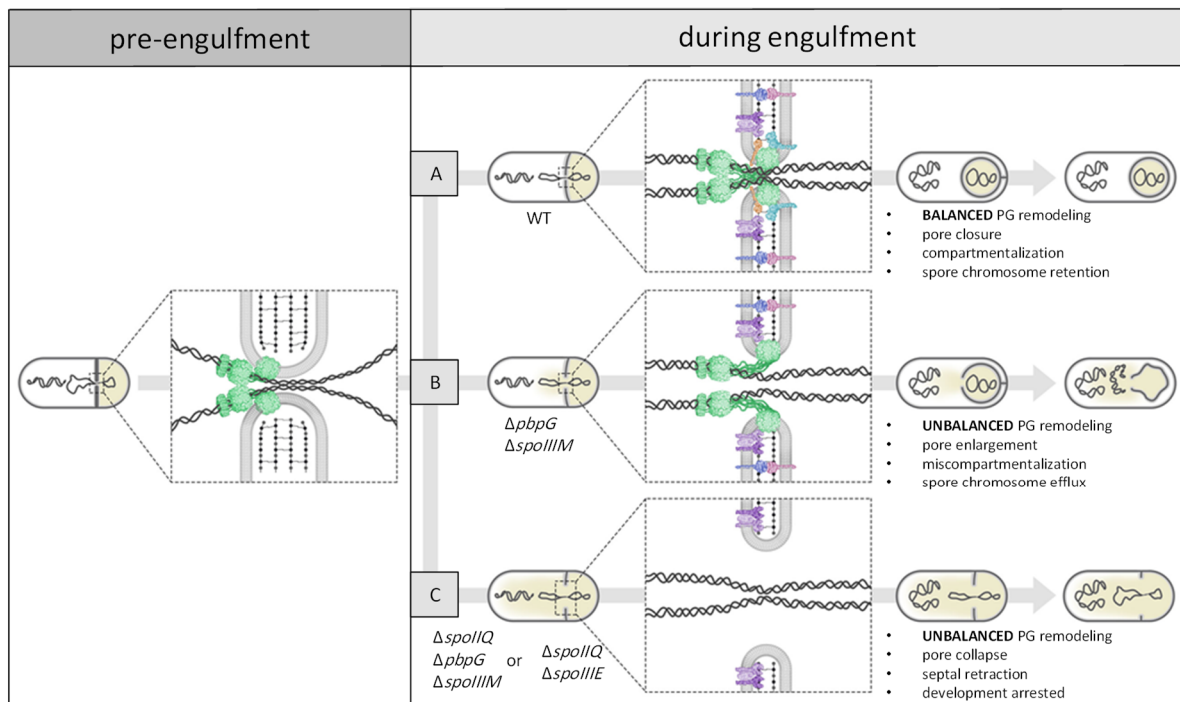 pre-engulfment
during engulfment
A
WT
• BALANCED PG remodeling
• pore closure
• compartmentalization
• spore chromosome retention
B
ΔpbpG
ΔspoIIIM
• UNBALANCED PG remodeling
• pore enlargement
• miscompartmentalization
• spore chromosome efflux
C
ΔspoIIQ
ΔpbpG or ΔspoIIQ
ΔspoIIIM ΔspoIIIE
• UNBALANCED PG remodeling
• pore collapse
• septal retraction
• development arrested